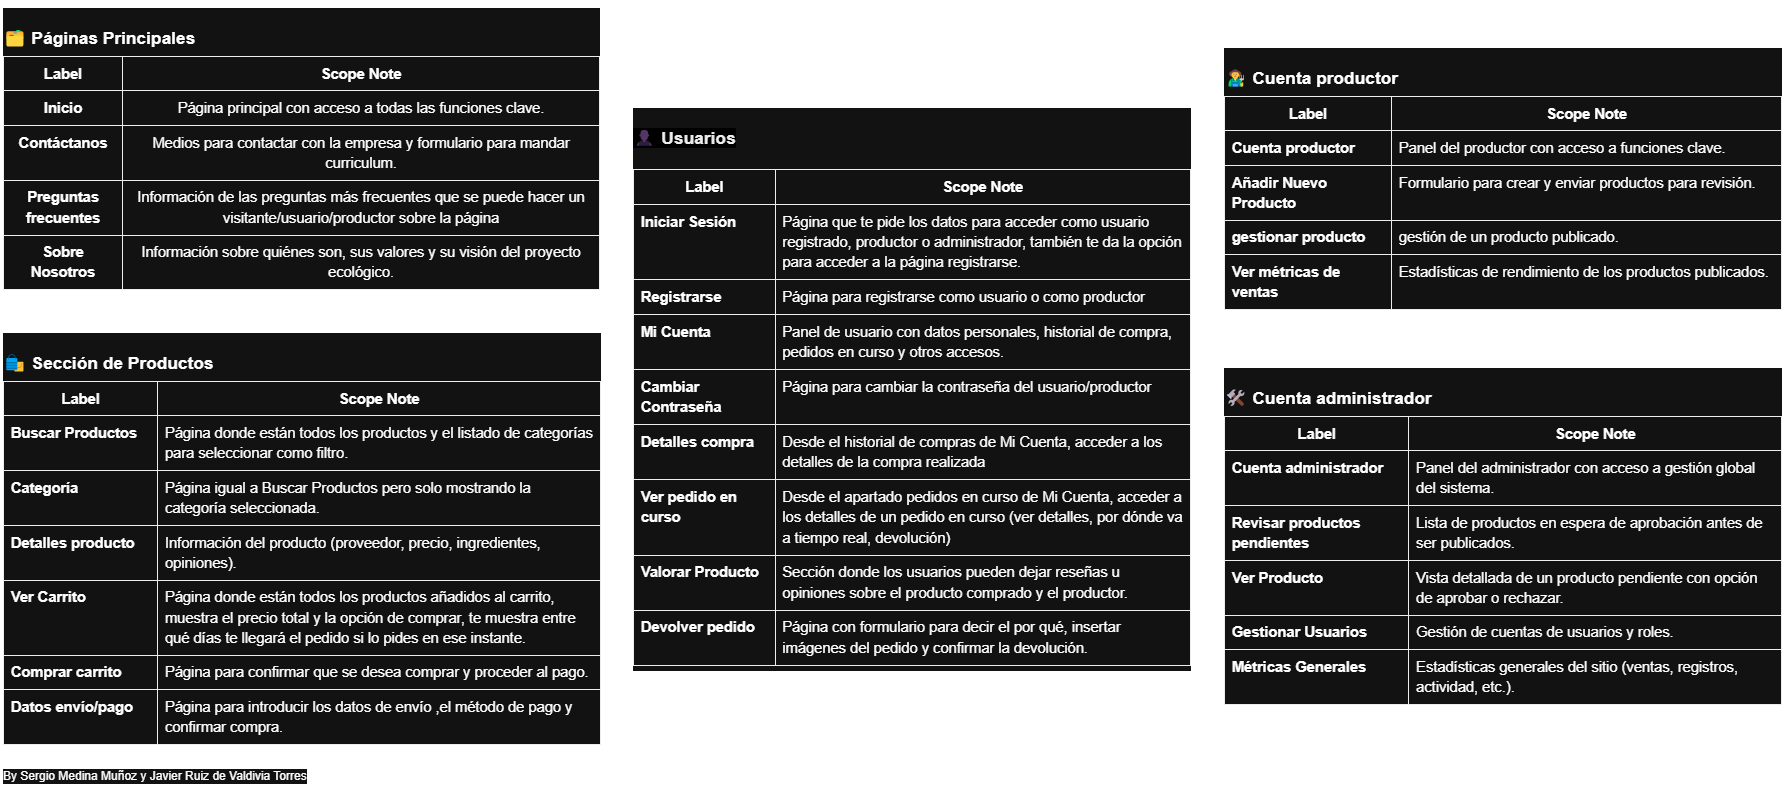 Páginas Principales
Label
Scope Note
Inicio
Página principal con acceso a todas las funciones clave.
Contáctanos
Medios para contactar con la empresa y formulario para mandar
curriculum.
Preguntas
frecuentes
Información de las preguntas más frecuentes que se puede hacer un
visitante/usuario/productor sobre la página
Sobre
Nosotros
Información sobre quiénes son, sus valores y su visión del proyecto
ecológico.
Sección de Productos
Label
Scope Note
Buscar Productos
Página donde están todos los productos y el listado de categorías
para seleccionar como filtro.
Categoría
Página igual a Buscar Productos pero solo mostrando la
categoría seleccionada.
Detalles producto
Información del producto (proveedor, precio, ingredientes,
opiniones).
Ver Carrito
Página donde están todos los productos añadidos al carrito,
muestra el precio total y la opción de comprar, te muestra entre
qué días te llegará el pedido si lo pides en ese instante.
Comprar carrito
Página para confirmar que se desea comprar y proceder al pago.
Datos envío/pago
Página para introducir los datos de envío ,el método de pago y
confirmar compra.
By Sergio Medina Muñoz y Javier Ruiz de Valdivia Torres
Usuarios
Label
Scope Note
Iniciar Sesión
Página que te pide los datos para acceder como usuario
registrado, productor o administrador, también te da la opción
para acceder a la página registrarse.
Registrarse
Página para registrarse como usuario o como productor
Mi Cuenta
Panel de usuario con datos personales, historial de compra,
pedidos en curso y otros accesos.
Cambiar
Contraseña
Página para cambiar la contraseña del usuario/productor
Detalles compra
Desde el historial de compras de Mi Cuenta, acceder a los
detalles de la compra realizada
Ver pedido en
curso
Desde el apartado pedidos en curso de Mi Cuenta, acceder a
los detalles de un pedido en curso (ver detalles, por dónde va
a tiempo real, devolución)
Valorar Producto
Sección donde los usuarios pueden dejar reseñas u
opiniones sobre el producto comprado y el productor.
Devolver pedido
Página con formulario para decir el por qué, insertar
imágenes del pedido y confirmar la devolución.
Cuenta productor
Label
Scope Note
Cuenta productor
Panel del productor con acceso a funciones clave.
Añadir Nuevo
Producto
Formulario para crear y enviar productos para revisión.
gestionar producto
gestión de un producto publicado.
Ver métricas de
ventas
Estadísticas de rendimiento de los productos publicados.
Cuenta administrador
Label
Scope Note
Cuenta administrador
Panel del administrador con acceso a gestión global
del sistema.
Revisar productos
pendientes
Lista de productos en espera de aprobación antes de
ser publicados.
Ver Producto
Vista detallada de un producto pendiente con opción
de aprobar o rechazar.
Gestionar Usuarios
Gestión de cuentas de usuarios y roles.
Métricas Generales
Estadísticas generales del sitio (ventas, registros,
actividad, etc.).